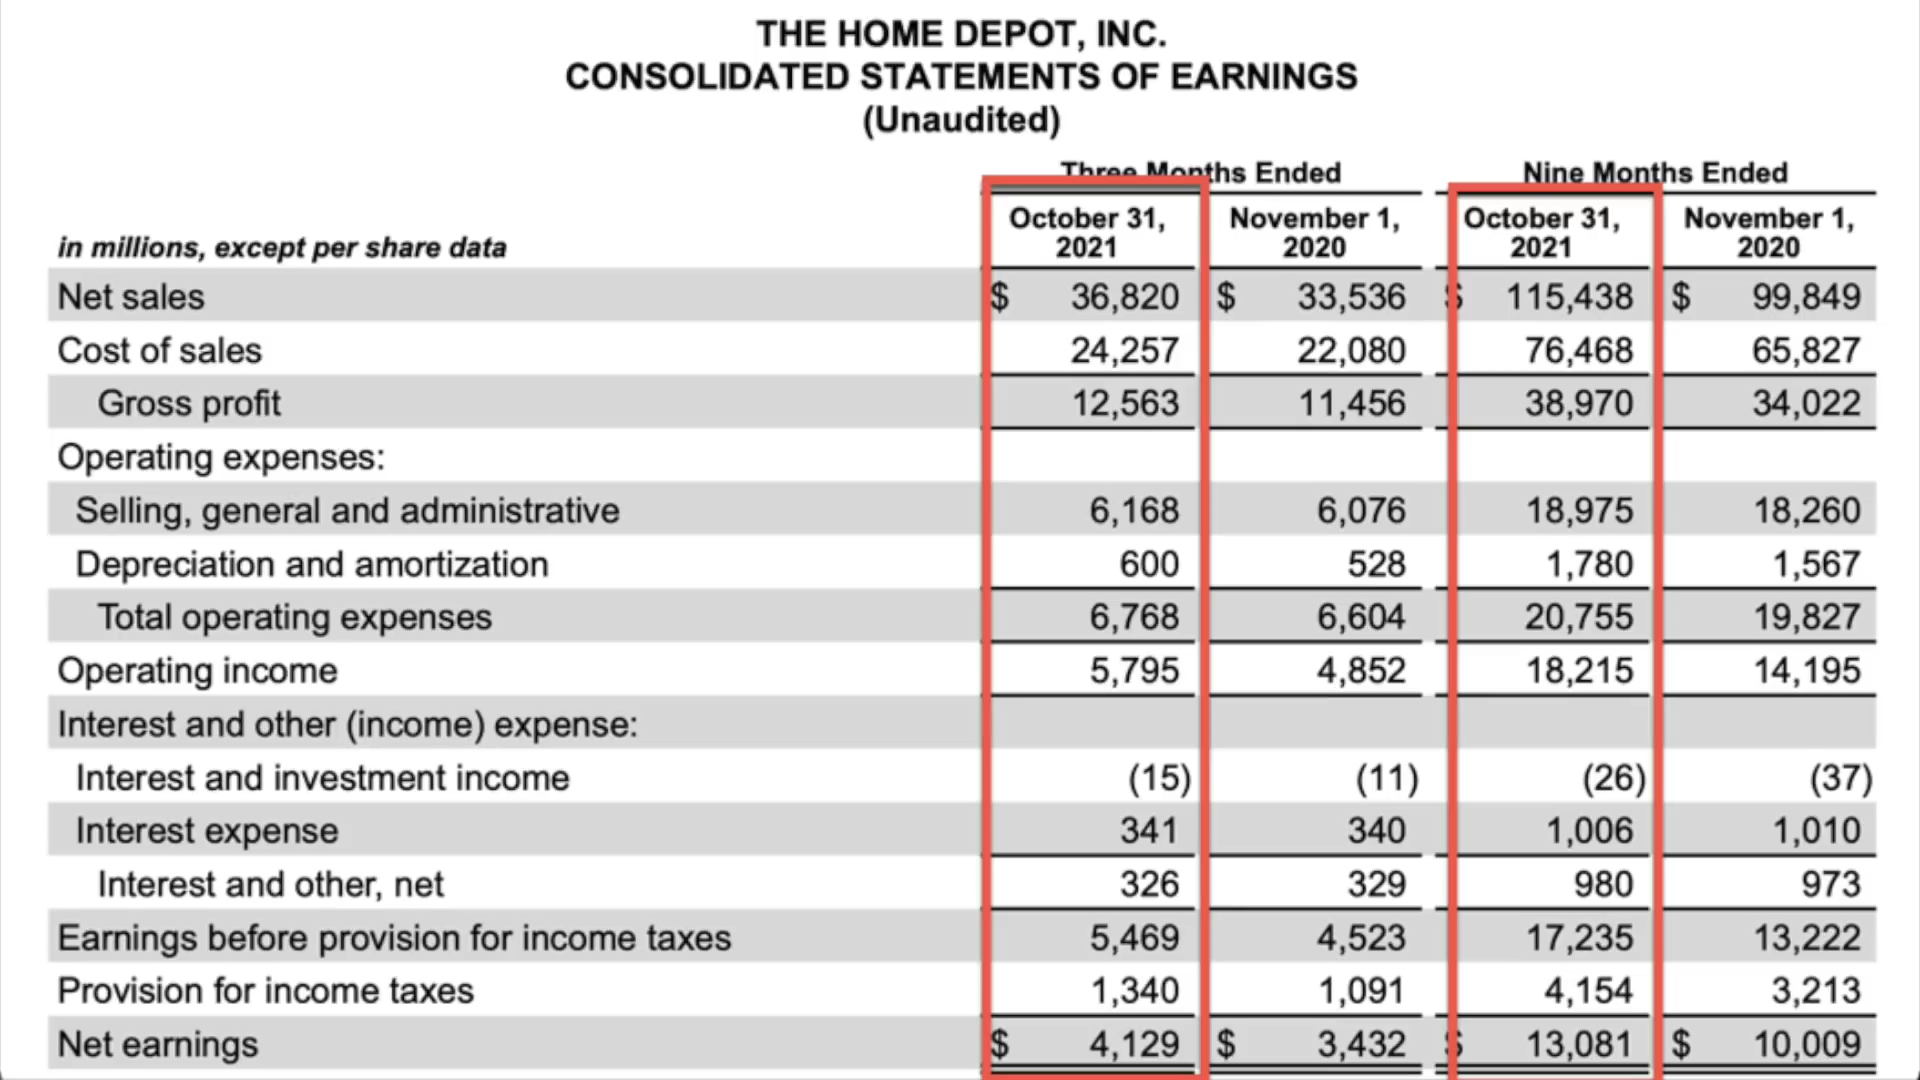 THE HOME DEPOT, INC.
CONSOLIDATED STATEMENTS OF EARNINGS
(Unaudited)
Three Months Ended Nine Months Ended
in millions, except per share data October 31, 2021 November 1, 2020 October 31, 2021 November 1, 2020
Net sales $ 36,820 $ 33,536 $ 115,438 $ 99,849
Cost of sales 24,257 22,080 76,468 65,827
Gross profit 12,563 11,456 38,970 34,022
Operating expenses:
Selling, general and administrative 6,168 6,076 18,975 18,260
Depreciation and amortization 600 528 1,780 1,567
Total operating expenses 6,768 6,604 20,755 19,827
Operating income 5,795 4,852 18,215 14,195
Interest and other (income) expense:
Interest and investment income (15) (11) (26) (37)
Interest expense 341 340 1,006 1,010
Interest and other, net 326 329 980 973
Earnings before provision for income taxes 5,469 4,523 17,235 13,222
Provision for income taxes 1,340 1,091 4,154 3,213
Net earnings $ 4,129 $ 3,432 $ 13,081 $ 10,009